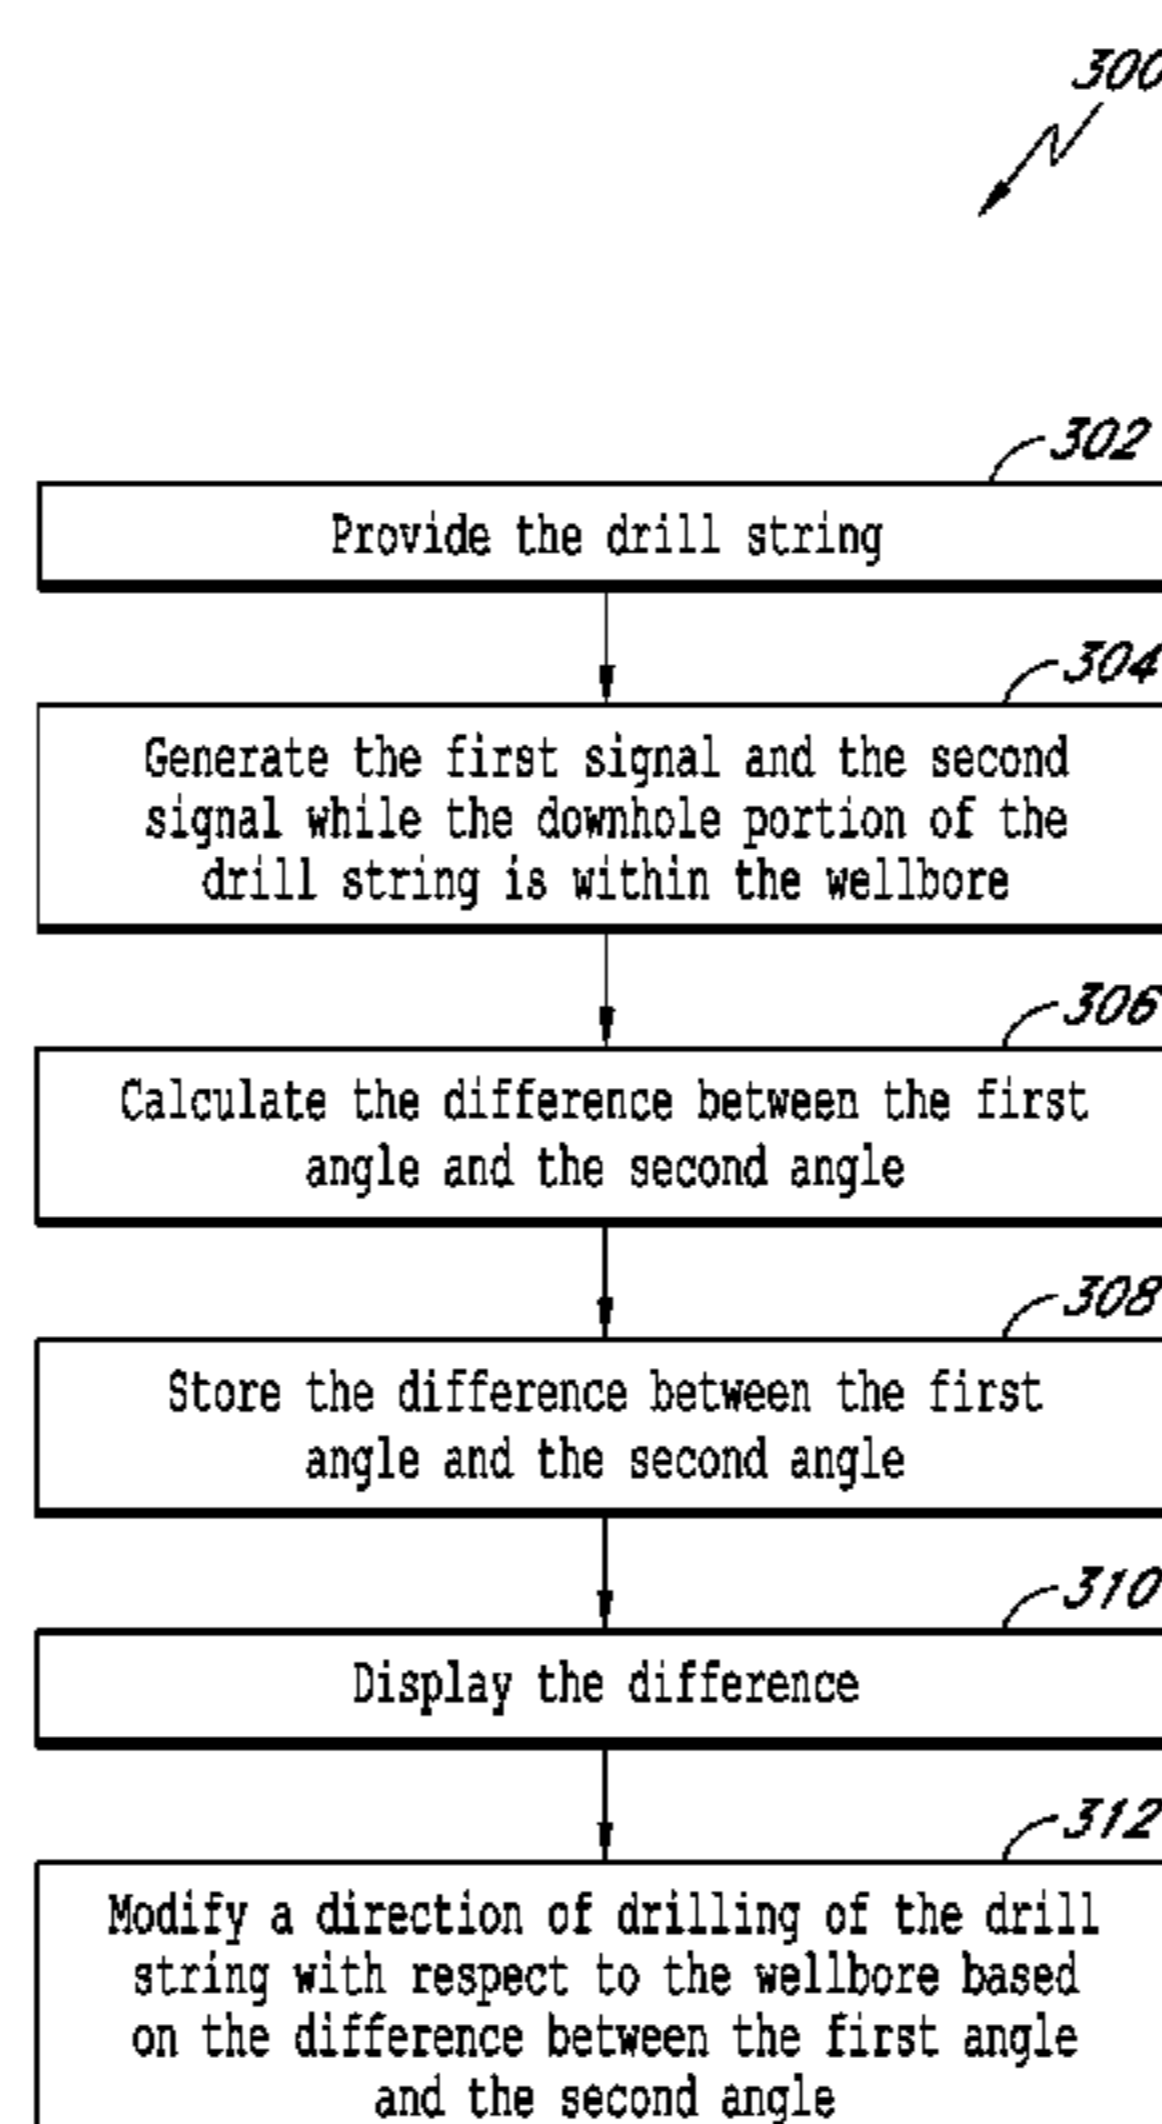 300
302
Provide the drill string
304
Generate the first signal and the second
signal while the downhole portion of the
drill string is within the wellbore
306
Calculate the difference between the first
angle and the second angle
308
Store the difference between the first
angle and the second angle
310
Display the difference
312
Modify a direction of drilling of the drill
string with respect to the wellbore based
on the difference between the first angle
and the second angle